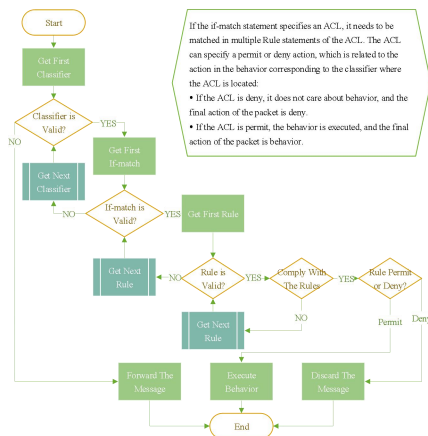 Start
If the if-match statement specifies an ACL, it needs to be
matched in multiple Rule statements of the ACL. The ACL
can specify a permit or deny action, which is related to the
action in the behavior corresponding to the classifier where
the ACL is located:
• If the ACL is deny, it does not care about behavior, and the
final action of the packet is deny.
• If the ACL is permit, the behavior is executed, and the final
action of the packet is behavior.
Get First
Classifier
Classifier is
Valid?
YES
NO
Get First
If-match
Get Next
Classifier
If-match is
Valid?
NO
YES
Get First Rule
Get Next
Rule
NO
Rule is
Valid?
YES
Comply With
The Rules
YES
Rule Permit
or Deny?
NO
Get Next
Rule
Permit
Deny
Forward The
Message
Execute
Behavior
Discard The
Message
End